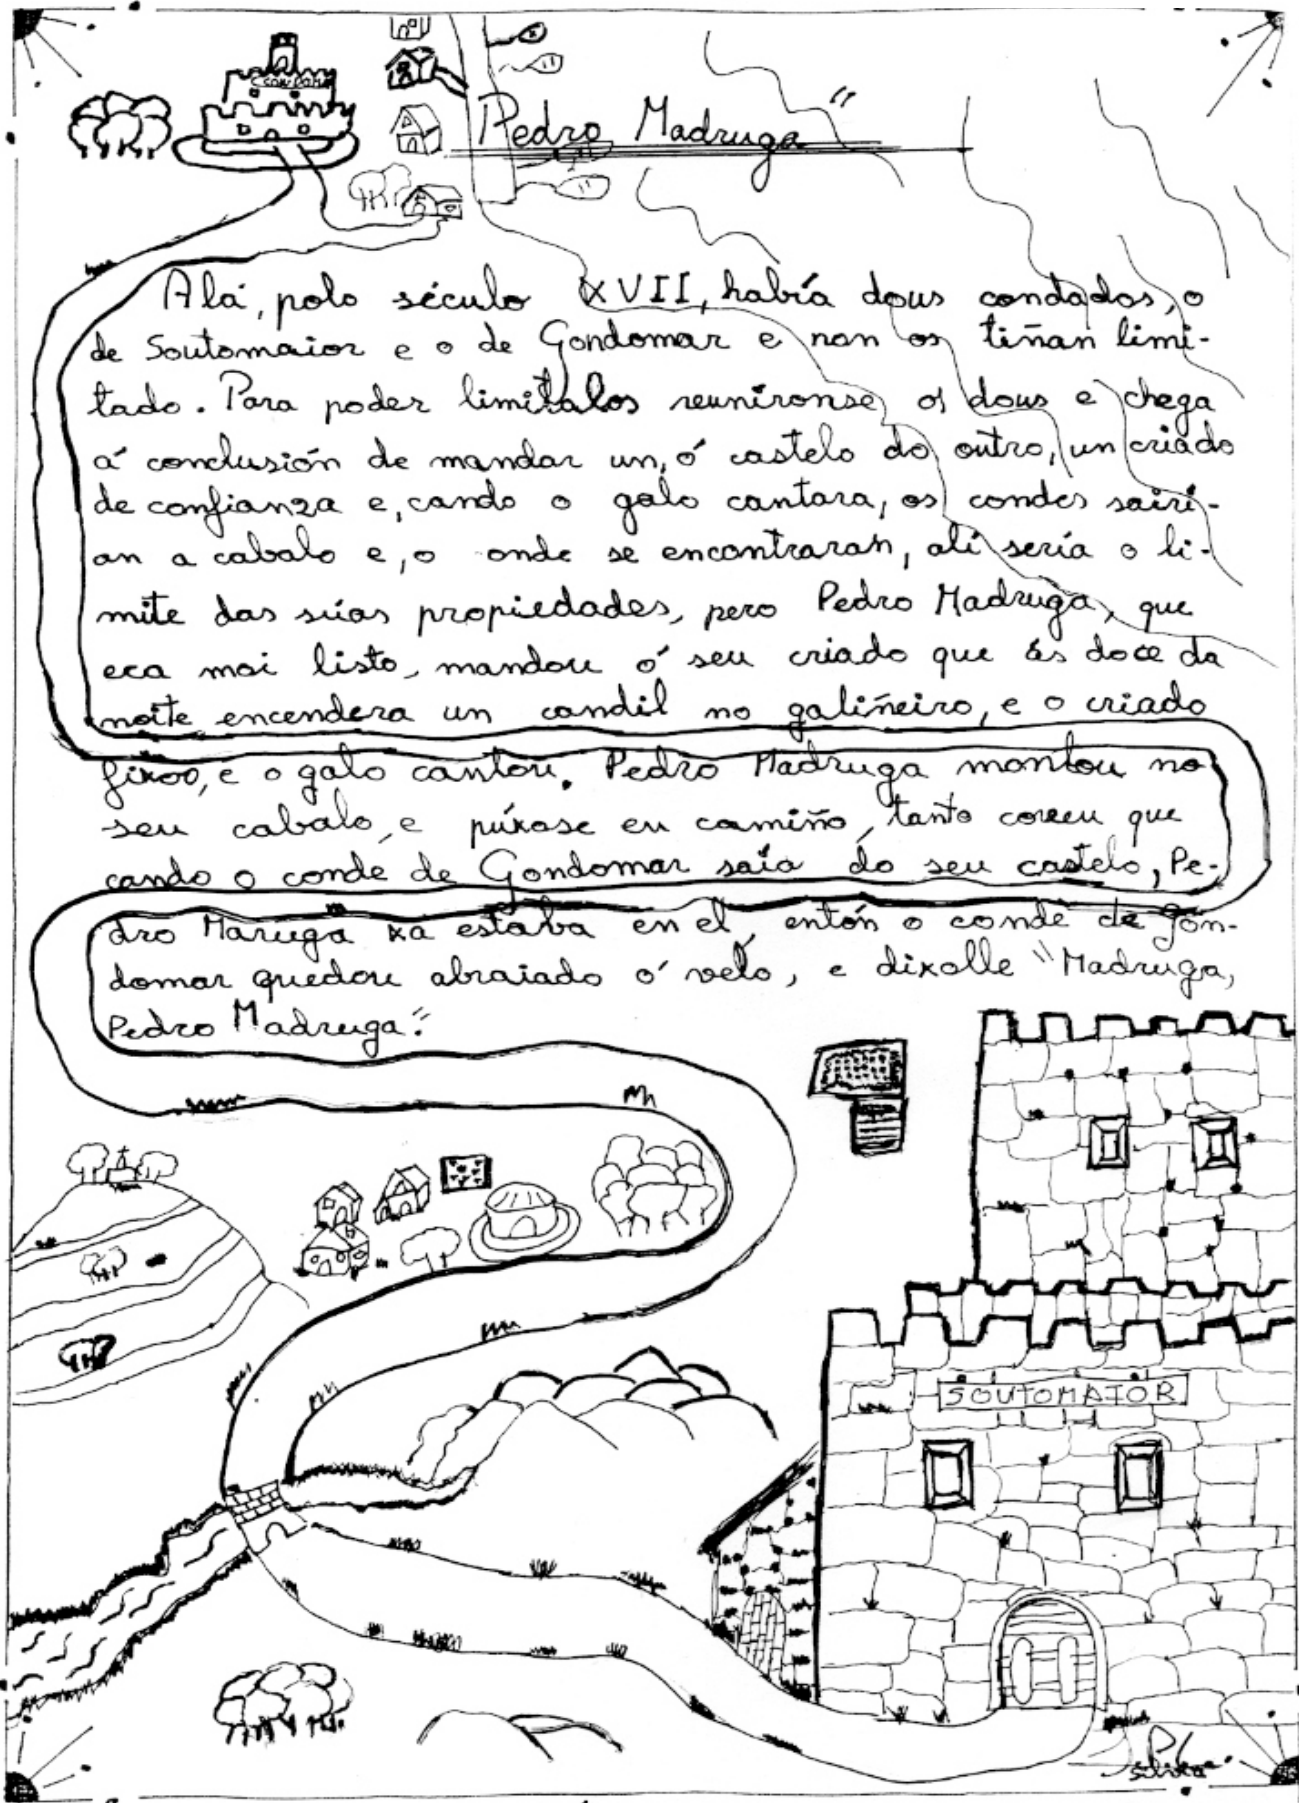 GONDOMAR
Pedro Madruga"
Alá, polo século XVII, había dous condados, o
de Soutomaior e o de Gondomar e non os tiñan limi-
tado. Para poder limitalos reuníronse os dous e chega
á conclusión de mandar un, ó castelo do outro, un criado
de confianza e, cando o galo cantara, os condes sairí-
an a cabalo e, o onde se encontraran, alí sería o lí-
mite das súas propiedades, pero Pedro Madruga, que
era moi listo, mandou ó seu criado que ás doce da
noite encendera un candil no galiñeiro, e o criado
fixoo, e o galo cantou. Pedro Madruga montou no
seu cabalo, e púxose en camiño, tanto correu que
cando o conde de Gondomar saía do seu castelo, Pe-
dro Maruga xa estaba en el, entón o conde de Gon-
domar quedou abraiado ó velo, e dixolle "Madruga,
Pedro Madruga".
SOUTOMAIOR